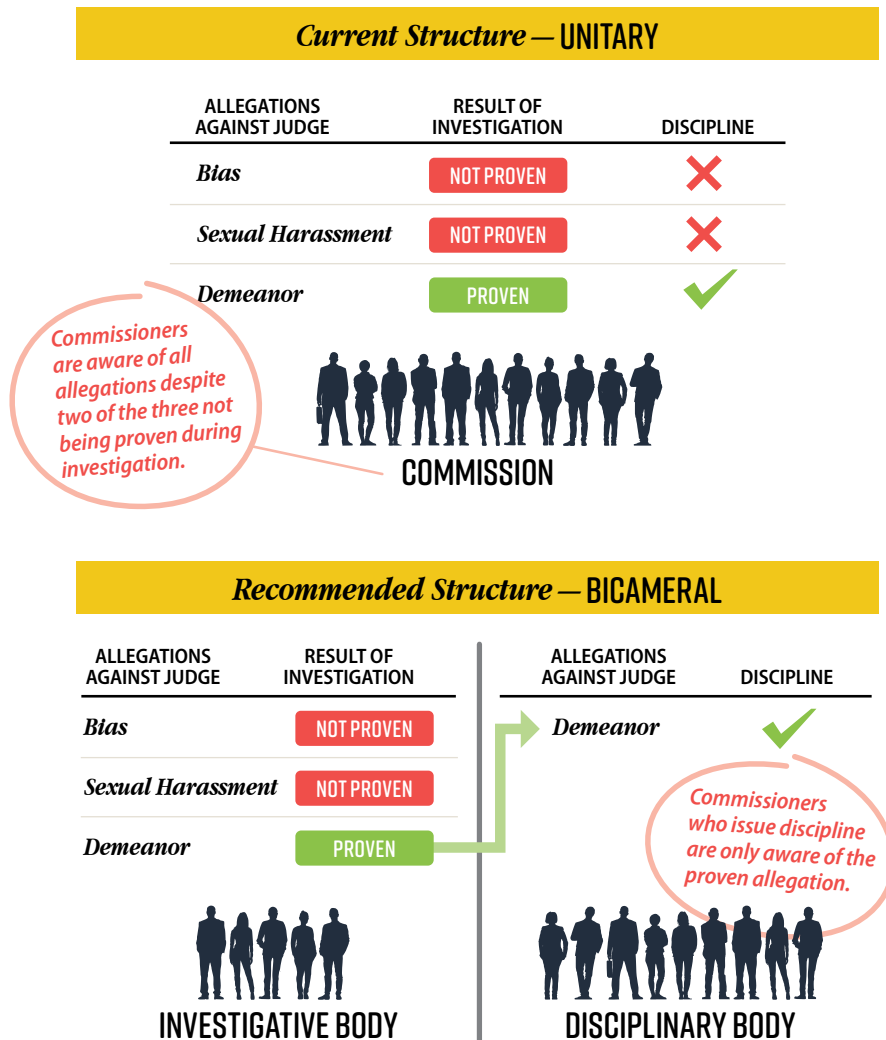 Current Structure — UNITARY
ALLEGATIONS AGAINST JUDGE
RESULT OF INVESTIGATION
DISCIPLINE
Bias NOT PROVEN
Sexual Harassment NOT PROVEN
Demeanor PROVEN
Commissioners
are aware of all
allegations despite
two of the three not
being proven during
investigation.
COMMISSION
Recommended Structure — BICAMERAL
ALLEGATIONS AGAINST JUDGE
RESULT OF INVESTIGATION
Bias NOT PROVEN
Sexual Harassment NOT PROVEN
Demeanor PROVEN
INVESTIGATIVE BODY
ALLEGATIONS AGAINST JUDGE
DISCIPLINE
Demeanor
Commissioners
who issue discipline
are only aware of the
proven allegation.
DISCIPLINARY BODY